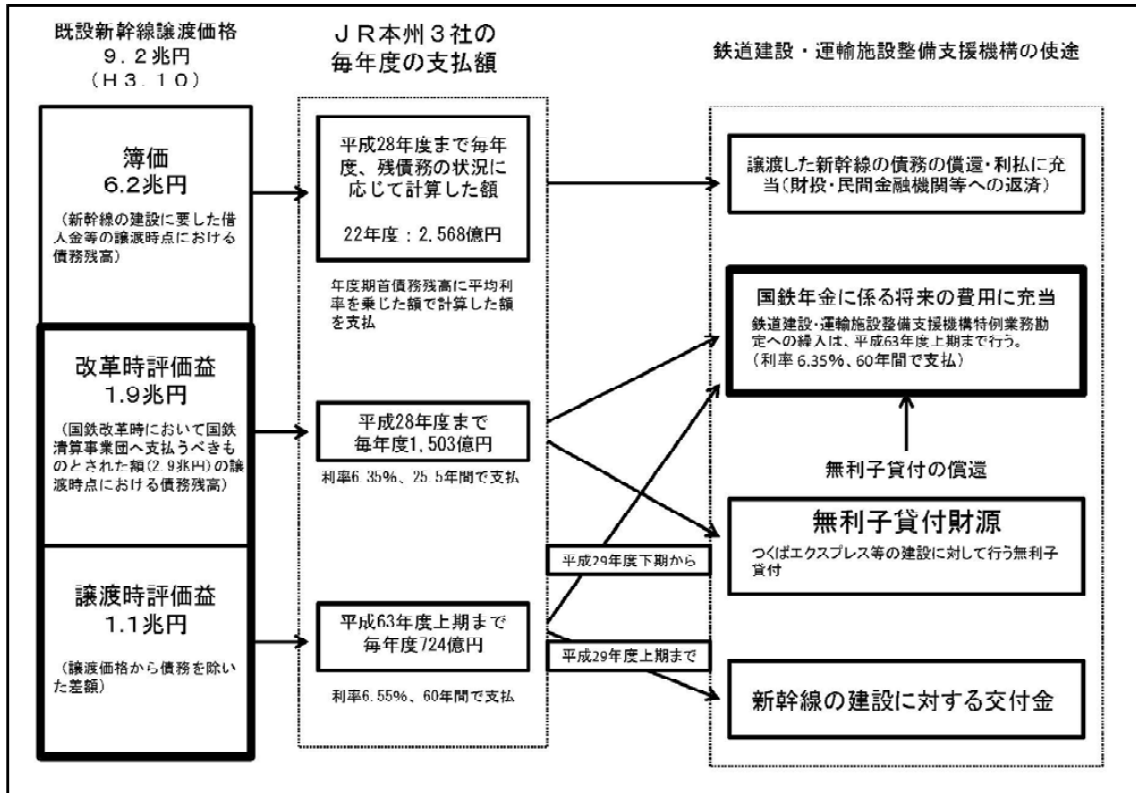 既設新幹線譲渡価格
9.2兆円
（H3.10）
簿価
6.2兆円
（新幹線の建設に要した借
人金等の譲渡時点における
債務残高）
改革時評価益
1.9兆円
（国鉄改革時において国鉄
清算事業団へ支払うべきも
のとされた額(2.9兆円)の譲
渡時点における債務残高）
譲渡時評価益
1.1兆円
（譲渡価格から債務を除い
た差額）
ＪＲ本州３社の
毎年度の支払額
平成28年度まで毎年
度、残債務の状況に
応じて計算した額
22年度：2,568億円
年度期首債務残高に平均利
率を乗じた額で計算した額
を支払
平成28年度まで
毎年度1,503億円
利率6.35%、25.5年間で支払
平成63年度上期まで
毎年度724億円
利率6.55%、60年間で支払
平成29年度下期から
平成29年度上期まで
鉄道建設・運輸施設整備支援機構の使途
譲渡した新幹線の債務の償還・利払に充
当(財投・民間金融機関等への返済)
国鉄年金に係る将来の費用に充当
鉄道建設・運輸施設整備支援機構特例業務勘
定への繰入は、平成63年度上期まで行う。
(利率6.35%、60年間で支払)
無利子貸付の償還
無利子貸付財源
つくばエクスプレス等の建設に対して行う無利子
貸付
新幹線の建設に対する交付金